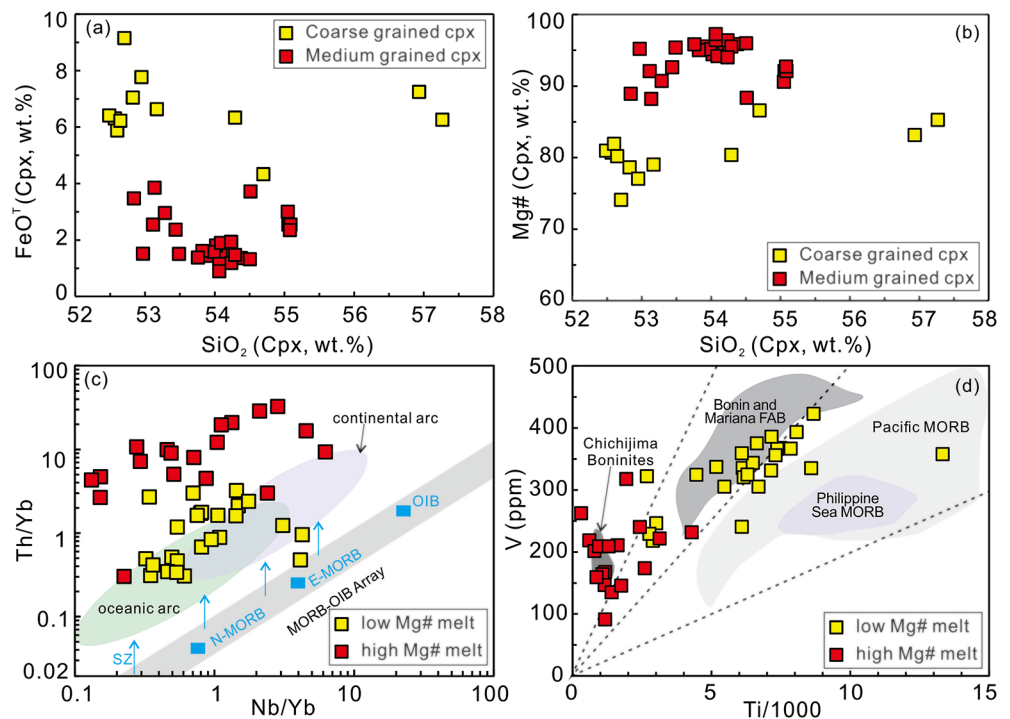 (a)
Coarse grained cpx
Medium grained cpx
10
8
6
4
2
0
52 53 54 55 56 57 58
FeOᵀ (Cpx, wt.%)
SiO₂ (Cpx, wt.%)
(b)
Coarse grained cpx
Medium grained cpx
100
90
80
70
60
52 53 54 55 56 57 58
Mg# (Cpx, wt.%)
SiO₂ (Cpx, wt.%)
(c)
continental arc
OIB
E-MORB
N-MORB
MORB-OIB Array
oceanic arc
SZ
low Mg# melt
high Mg# melt
100
10
1
0.1
0.02
0.1 1 10 100
Th/Yb
Nb/Yb
(d)
Bonin and
Mariana FAB
Pacific MORB
Chichijima
Boninites
Philippine
Sea MORB
low Mg# melt
high Mg# melt
500
400
300
200
100
0
0 5 10 15
V (ppm)
Ti/1000